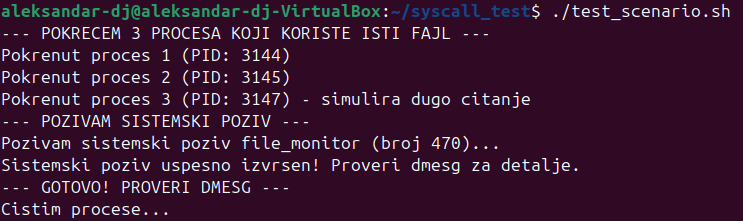 aleksandar-dj@aleksandar-dj-VirtualBox:~/syscall_test$ ./test_scenario.sh
--- POKRECEM 3 PROCESA KOJI KORISTE ISTI FAJL ---
Pokrenut proces 1 (PID: 3144)
Pokrenut proces 2 (PID: 3145)
Pokrenut proces 3 (PID: 3147) - simulira dugo citanje
--- POZIVAM SISTEMSKI POZIV ---
Pozivam sistemski poziv file_monitor (broj 470)...
Sistemski poziv uspesno izvrsen! Proveri dmesg za detalje.
--- GOTOVO! PROVERI DMESG ---
Cistim procese...